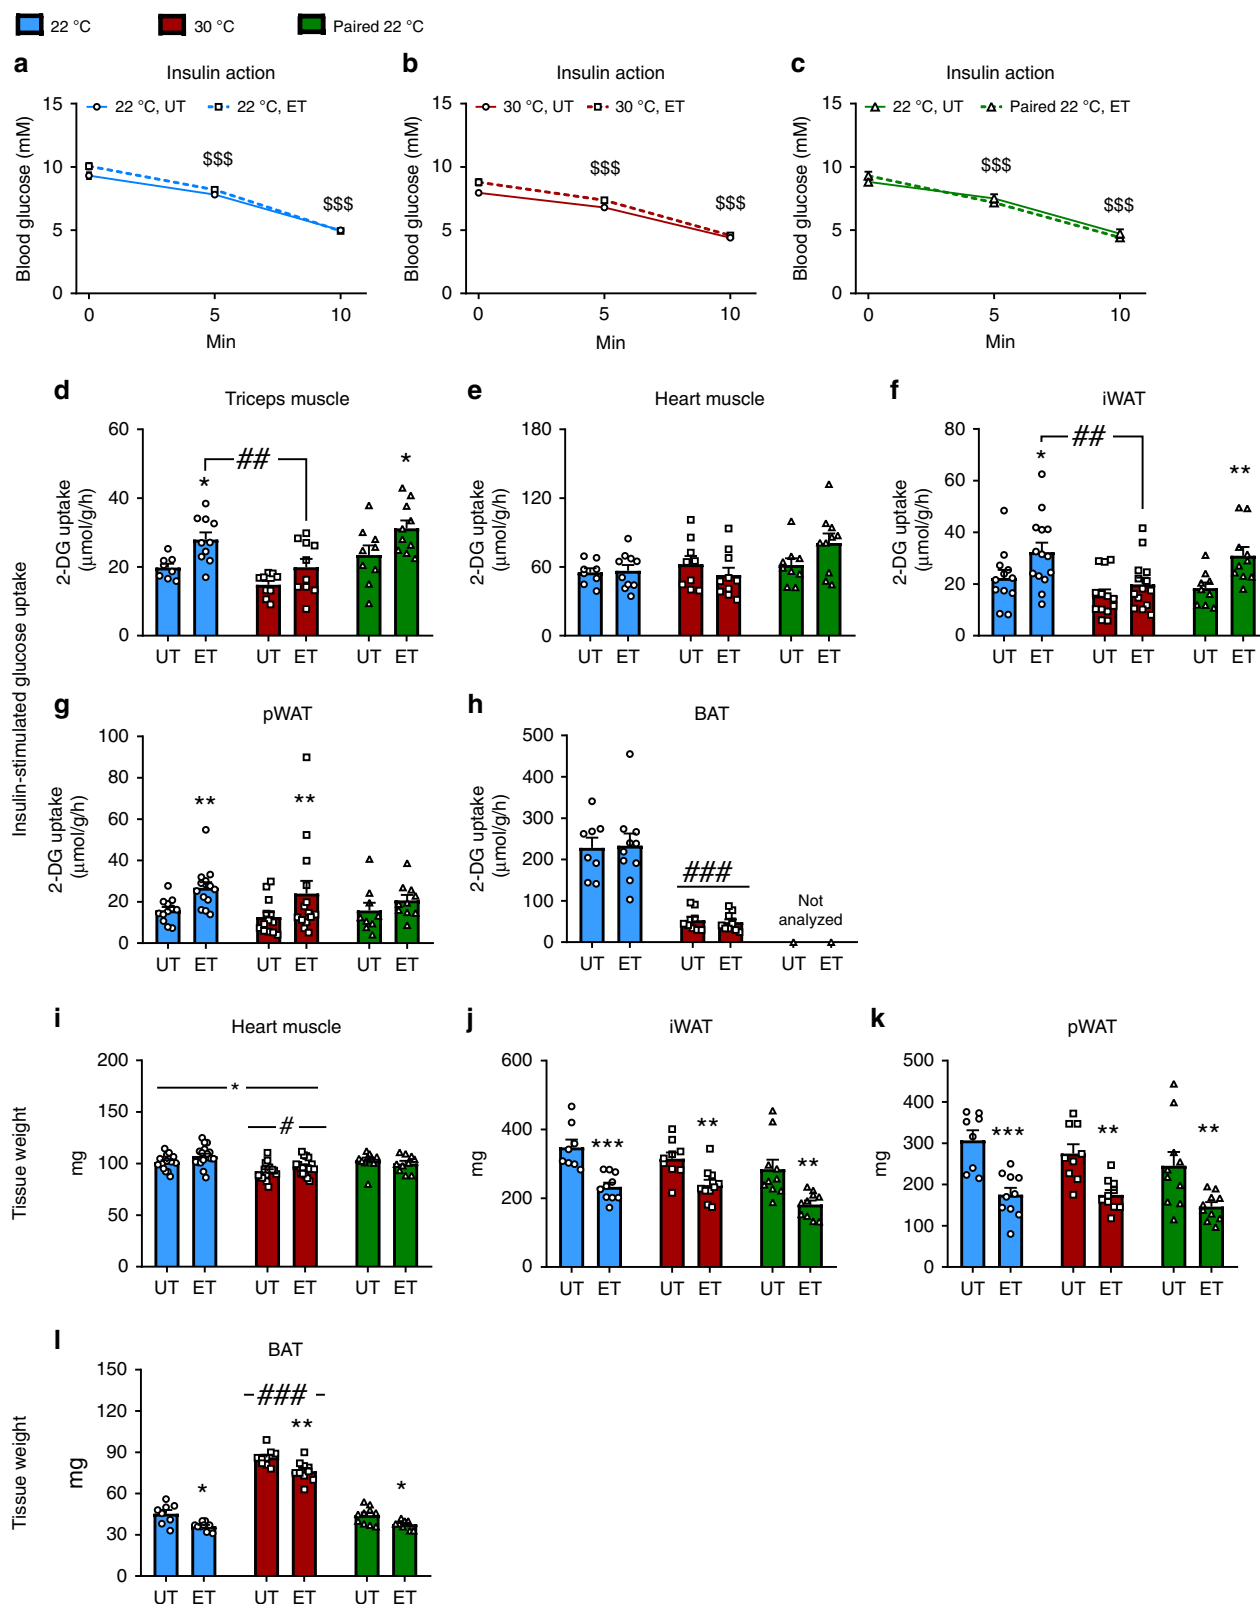 22 °C
30 °C
Paired 22 °C
a
Insulin action
22 °C, UT
22 °C, ET
Blood glucose (mM)
15
10
5
0
$$$
$$$
0
5
10
Min
b
Insulin action
30 °C, UT
30 °C, ET
Blood glucose (mM)
15
10
5
0
$$$
$$$
0
5
10
Min
c
Insulin action
22 °C, UT
Paired 22 °C, ET
Blood glucose (mM)
15
10
5
0
$$$
$$$
0
5
10
Min
Insulin-stimulated glucose uptake
d
Triceps muscle
2-DG uptake
(μmol/g/h)
60
40
20
0
*
##
*
UT ET UT ET UT ET
e
Heart muscle
2-DG uptake
(μmol/g/h)
180
120
60
0
UT ET UT ET UT ET
f
iWAT
2-DG uptake
(μmol/g/h)
80
60
40
20
0
*
##
**
UT ET UT ET UT ET
g
pWAT
2-DG uptake
(μmol/g/h)
100
80
60
40
20
0
**
**
UT ET UT ET UT ET
h
BAT
2-DG uptake
(μmol/g/h)
500
400
300
200
100
0
###
Not
analyzed
UT ET UT ET UT ET
Tissue weight
i
Heart muscle
mg
200
150
100
50
0
*
#
UT ET UT ET UT ET
j
iWAT
mg
600
400
200
0
***
**
**
UT ET UT ET UT ET
k
pWAT
mg
500
400
300
200
100
0
***
**
**
UT ET UT ET UT ET
Tissue weight
l
BAT
mg
150
90
60
30
0
*
###
**
*
UT ET UT ET UT ET